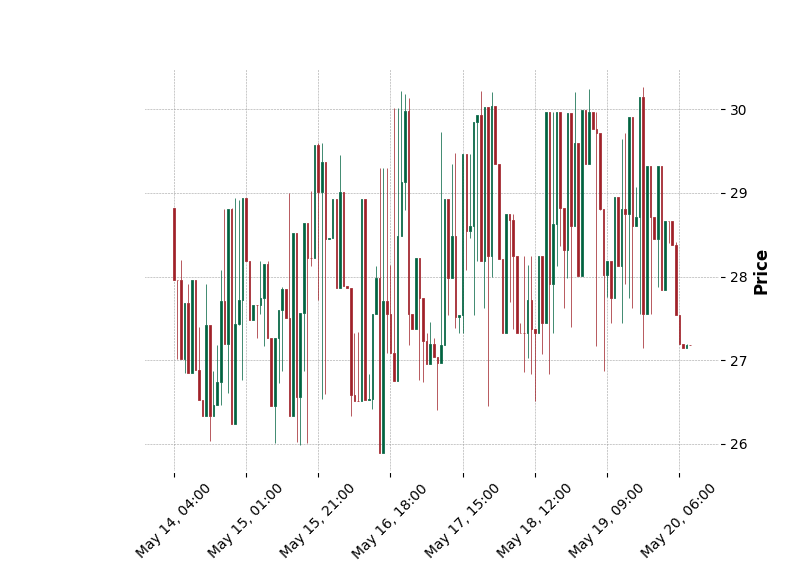 30
29
28
27
26
Price
May 14, 04:00
May 15, 01:00
May 15, 21:00
May 16, 18:00
May 17, 15:00
May 18, 12:00
May 19, 09:00
May 20, 06:00